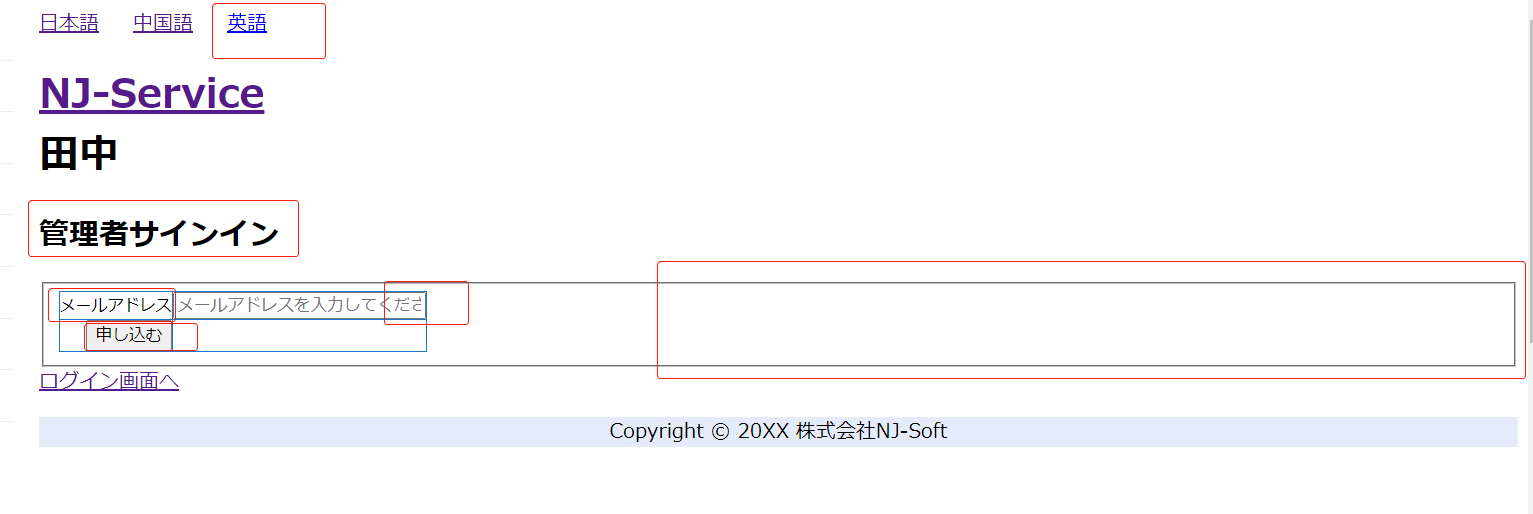 日本語 中国語 英語
NJ-Service
田中
管理者サインイン
メールアドレス メールアドレスを入力してくださ
申し込む
ログイン画面へ
Copyright © 20XX 株式会社NJ-Soft